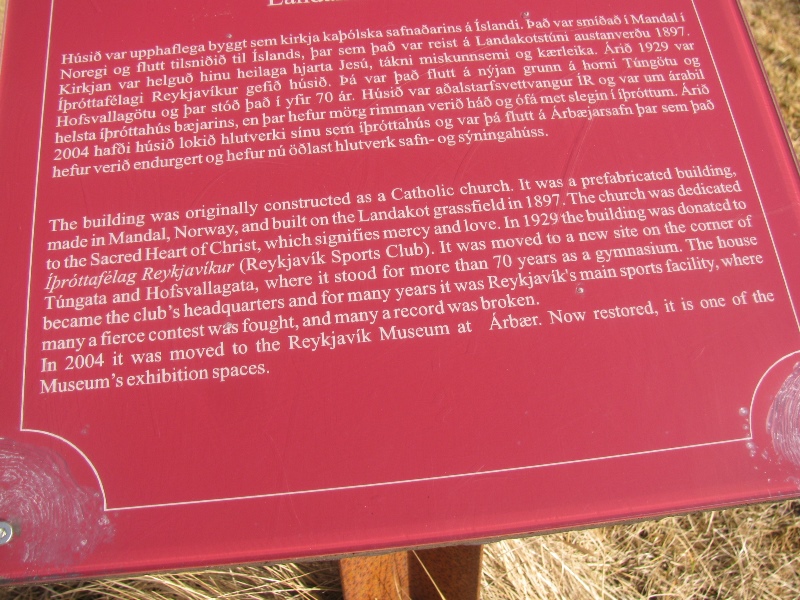 Húsið var upphaflega byggt sem kirkja kaþólska safnaðarins á Íslandi. Það var smíðað í Mandal í
Noregi og flutt tilsniðið til Íslands, þar sem það var reist á Landakotstúni austanverðu 1897.
Kirkjan var helguð hinu heilaga hjarta Jesú, tákni miskunnsemi og kærleika. Árið 1929 var
Íþróttafélagi Reykjavíkur gefið húsið. Þá var það flutt á nýjan grunn á horni Túngötu og
Hofsvallagötu og þar stóð það í yfir 70 ár. Húsið var aðalstarfsvettvangur ÍR og var um árabil
helsta íþróttahús bæjarins, en þar hefur mörg rimman verið háð og ófá met slegin í íþróttum. Árið
2004 hafði húsið lokið hlutverki sínu sem íþróttahús og var þá flutt á Árbæjarsafn þar sem það
hefur verið endurgert og hefur nú öðlast hlutverk safn- og sýningahúss.
The building was originally constructed as a Catholic church. It was a prefabricated building,
made in Mandal, Norway, and built on the Landakot grassfield in 1897. The church was dedicated
to the Sacred Heart of Christ, which signifies mercy and love. In 1929 the building was donated to
Íþróttafélag Reykjavíkur (Reykjavík Sports Club). It was moved to a new site on the corner of
Túngata and Hofsvallagata, where it stood for more than 70 years as a gymnasium. The house
became the club's headquarters and for many years it was Reykjavík's main sports facility, where
many a fierce contest was fought, and many a record was broken.
In 2004 it was moved to the Reykjavík Museum at Árbær. Now restored, it is one of the
Museum's exhibition spaces.